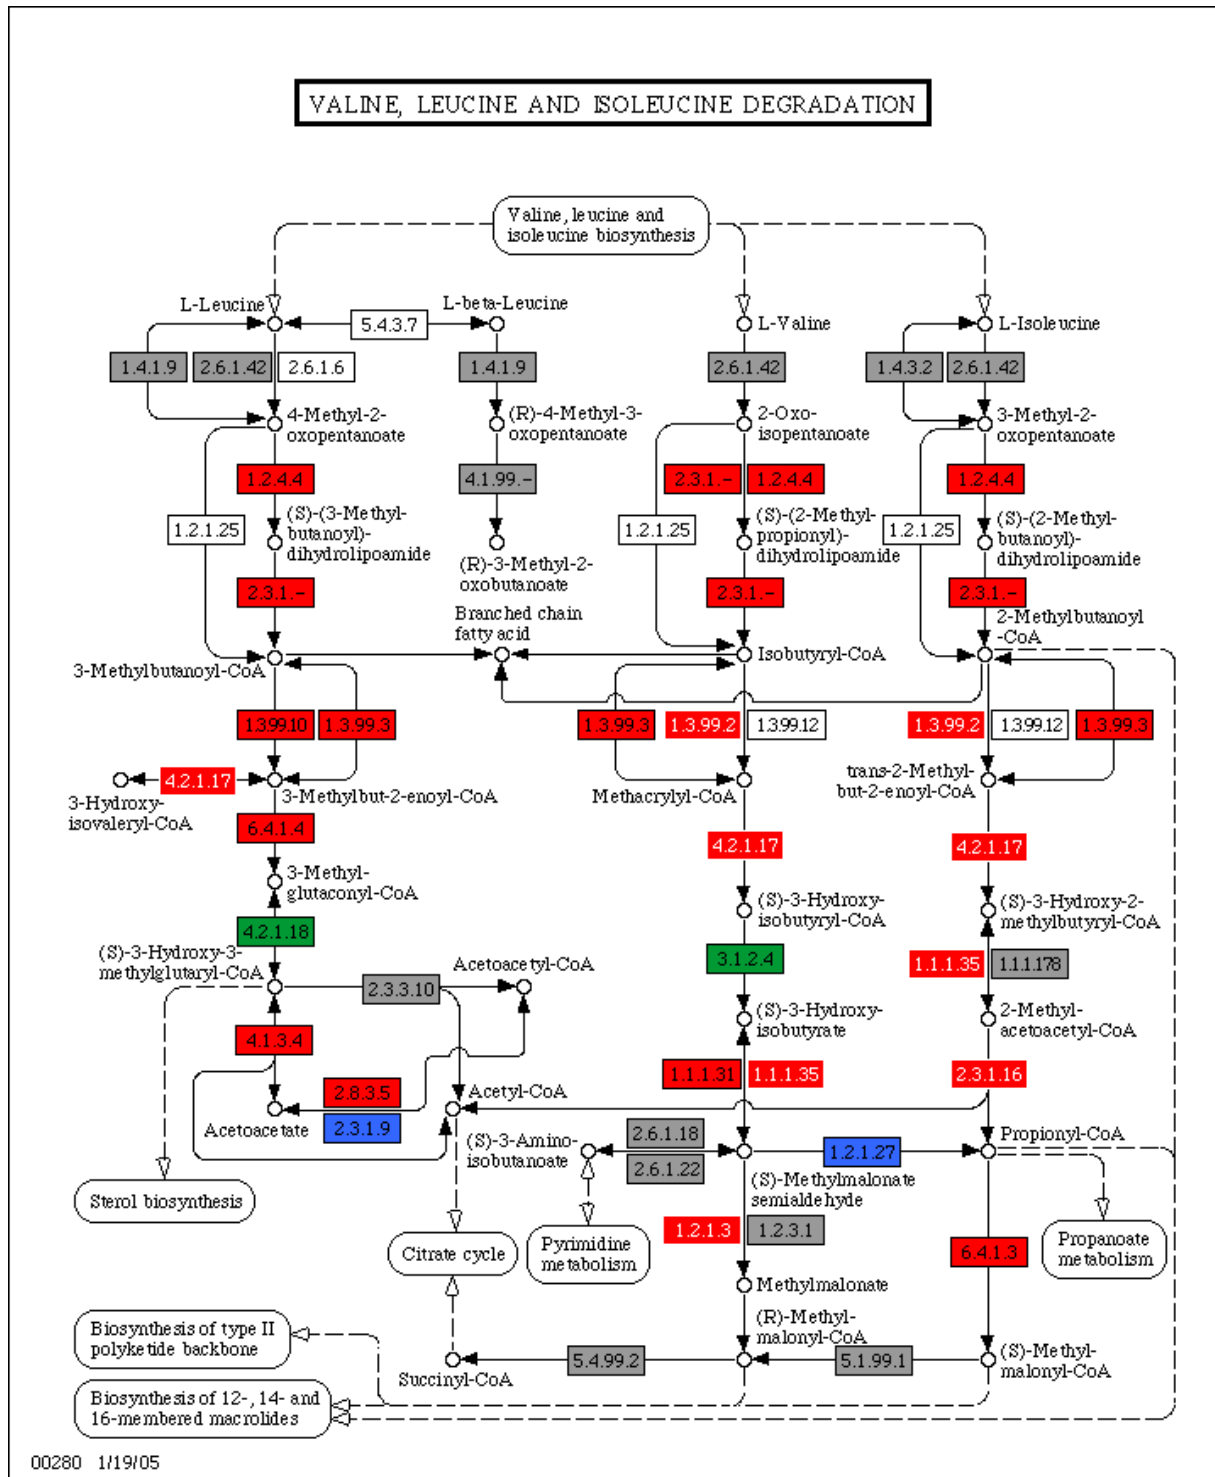 VALINE, LEUCINE AND ISOLEUCINE DEGRADATION
Valine, leucine and
isoleucine biosynthesis
L-Leucine
L-beta-Leucine
5.4.3.7
L-Valine
L-Isoleucine
1.4.1.9
2.6.1.42
2.6.1.6
1.4.1.9
2.6.1.42
1.4.3.2
2.6.1.42
4-Methyl-2-
oxopentanoate
(R)-4-Methyl-3-
oxopentanoate
2-Oxo-
isopentanoate
3-Methyl-2-
oxopentanoate
1.2.4.4
4.1.99.-
2.3.1.-
1.2.4.4
1.2.4.4
1.2.1.25
(S)-(3-Methyl-
butanoyl)-
dihydrolipoamide
1.2.1.25
(S)-(2-Methyl-
propionyl)-
dihydrolipoamide
1.2.1.25
(S)-(2-Methyl-
butanoyl)-
dihydrolipoamide
(R)-3-Methyl-2-
oxobutanoate
2.3.1.-
2.3.1.-
2.3.1.-
Branched chain
fatty acid
2-Methylbutanoyl
-CoA
3-Methylbutanoyl-CoA
Isobutyryl-CoA
1.3.99.10
1.3.99.3
1.3.99.3
1.3.99.2
1.3.99.12
1.3.99.2
1.3.99.12
1.3.99.3
4.2.1.17
3-Hydroxy-
isovaleryl-CoA
3-Methylbut-2-enoyl-CoA
Methacrylyl-CoA
trans-2-Methyl-
but-2-enoyl-CoA
6.4.1.4
4.2.1.17
4.2.1.17
3-Methyl-
glutaconyl-CoA
(S)-3-Hydroxy-
isobutyryl-CoA
(S)-3-Hydroxy-2-
methylbutyryl-CoA
4.2.1.18
3.1.2.4
1.1.1.35
1.1.1.178
(S)-3-Hydroxy-3-
methylglutaryl-CoA
2.3.3.10
Acetoacetyl-CoA
(S)-3-Hydroxy-
isobutyrate
2-Methyl-
acetoacetyl-CoA
4.1.3.4
1.1.1.31
1.1.1.35
2.3.1.16
2.8.3.5
2.3.1.9
Acetoacetate
Acetyl-CoA
(S)-3-Amino-
isobutanoate
2.6.1.18
2.6.1.22
1.2.1.27
Propionyl-CoA
(S)-Methylmalonate
semialdehyde
Sterol biosynthesis
Citrate cycle
Pyrimidine
metabolism
1.2.1.3
1.2.3.1
6.4.1.3
Propanoate
metabolism
Methylmalonate
Biosynthesis of type II
polyketide backbone
(R)-Methyl-
malonyl-CoA
5.4.99.2
5.1.99.1
Succinyl-CoA
(S)-Methyl-
malonyl-CoA
Biosynthesis of 12-, 14- and
16-membered macrolides
00280 1/19/05